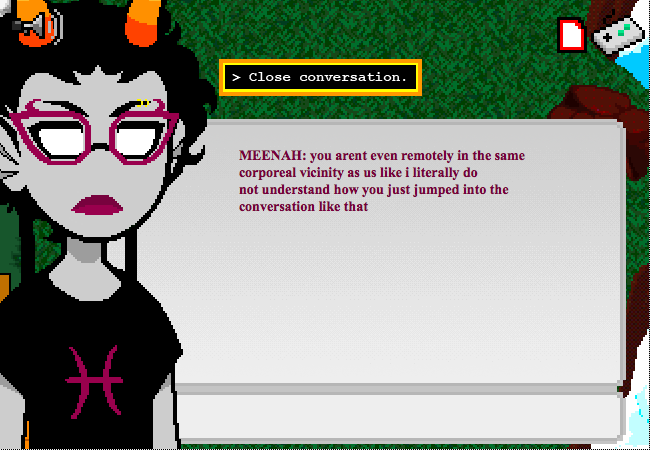 > Close conversation.
MEENAH: you arent even remotely in the same
corporeal vicinity as us like i literally do
not understand how you just jumped into the
conversation like that